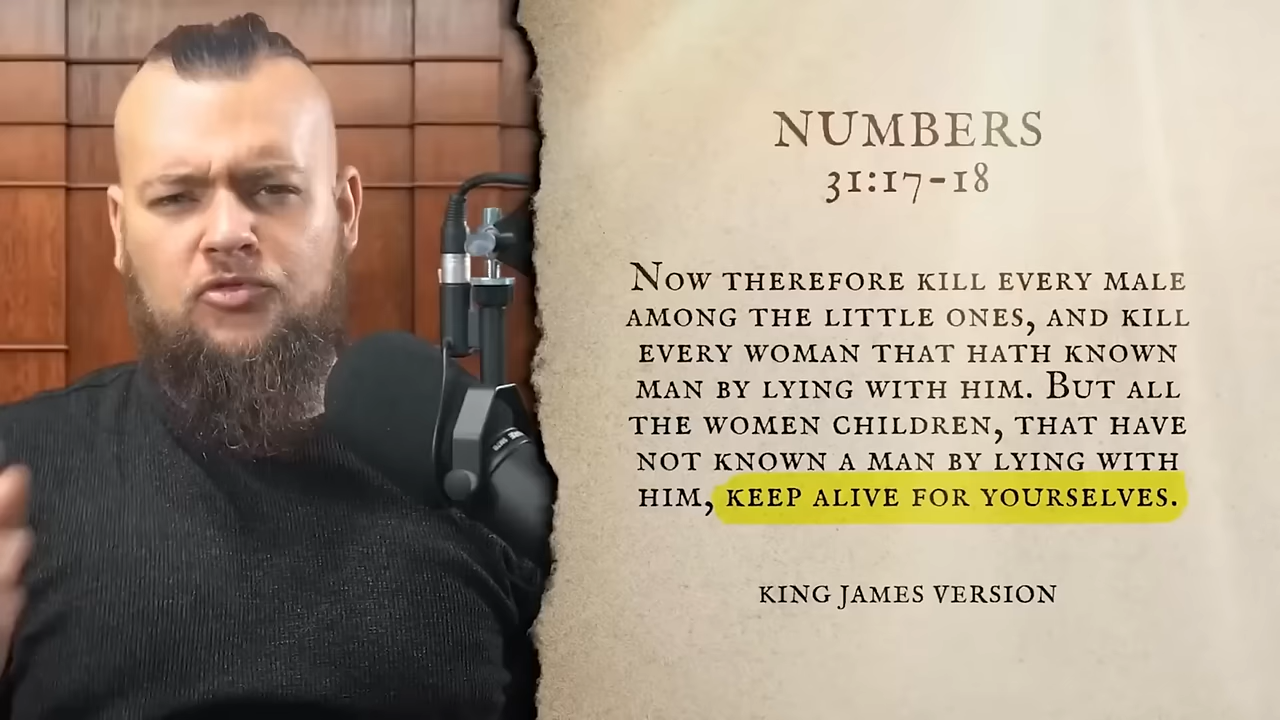 NUMBERS
31:17-18
NOW THEREFORE KILL EVERY MALE
AMONG THE LITTLE ONES, AND KILL
EVERY WOMAN THAT HATH KNOWN
MAN BY LYING WITH HIM. BUT ALL
THE WOMEN CHILDREN, THAT HAVE
NOT KNOWN A MAN BY LYING WITH
HIM, KEEP ALIVE FOR YOURSELVES.
KING JAMES VERSION